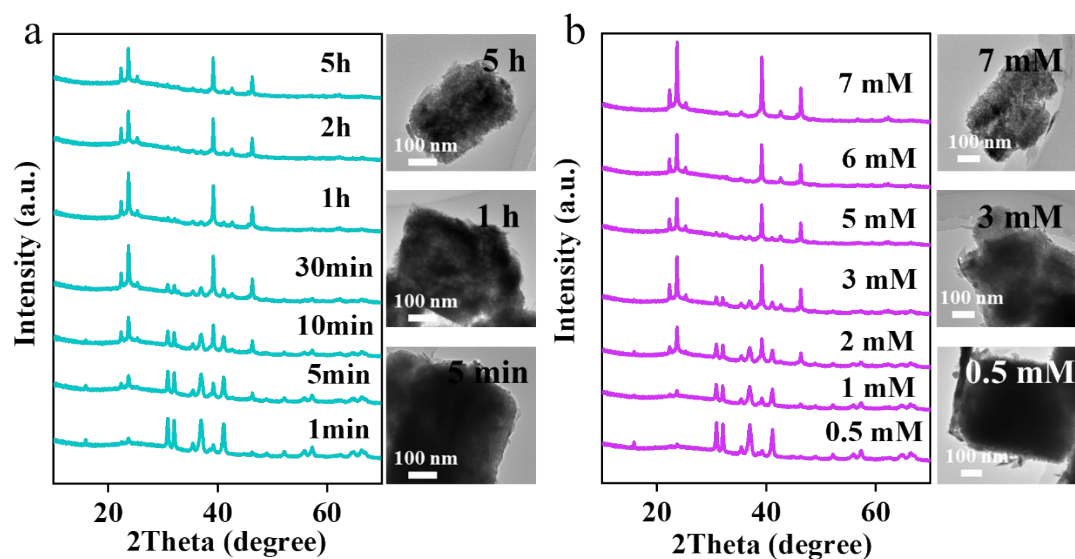 a
5h
2h
1h
30min
10min
5min
1min
Intensity (a.u.)
20
40
60
2Theta (degree)
5 h
100 nm
1 h
100 nm
5 min
100 nm
b
7 mM
6 mM
5 mM
3 mM
2 mM
1 mM
0.5 mM
Intensity (a.u.)
20
40
60
2Theta (degree)
7 mM
100 nm
3 mM
100 nm
0.5 mM
100 nm